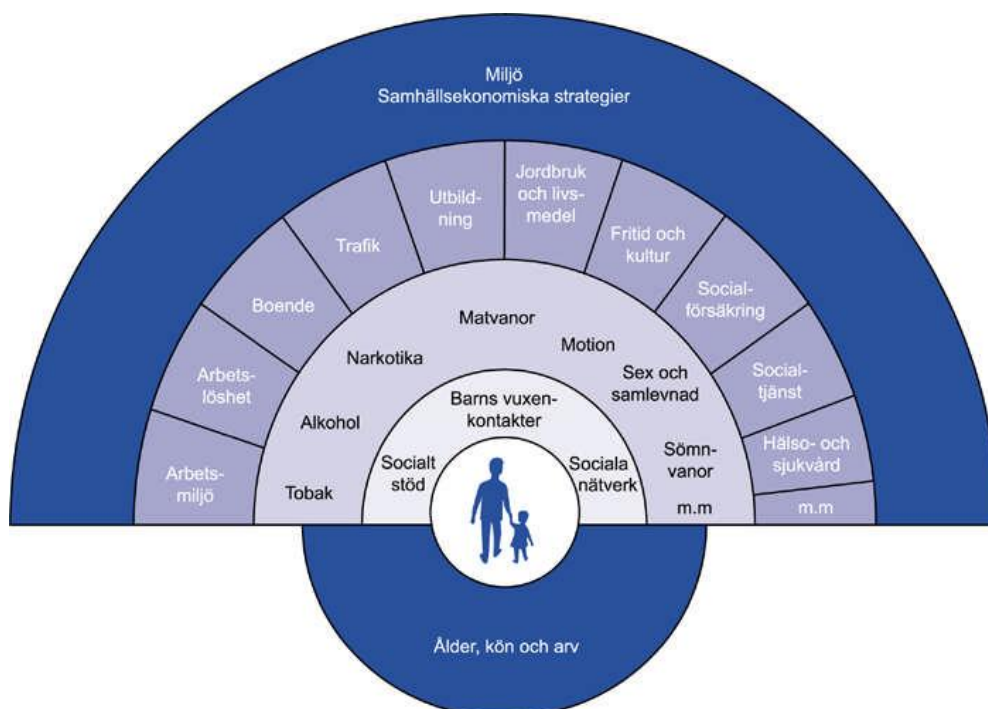 Miljö
Samhällsekonomiska strategier
Arbets-
miljö
Arbets-
löshet
Boende
Trafik
Utbild-
ning
Jordbruk
och livs-
medel
Fritid och
kultur
Social-
försäkring
Social-
tjänst
Hälso- och
sjukvård
m.m
Tobak
Alkohol
Narkotika
Matvanor
Motion
Sex och
samlevnad
Sömn-
vanor
m.m
Socialt
stöd
Barns vuxen-
kontakter
Sociala
nätverk
Ålder, kön och arv